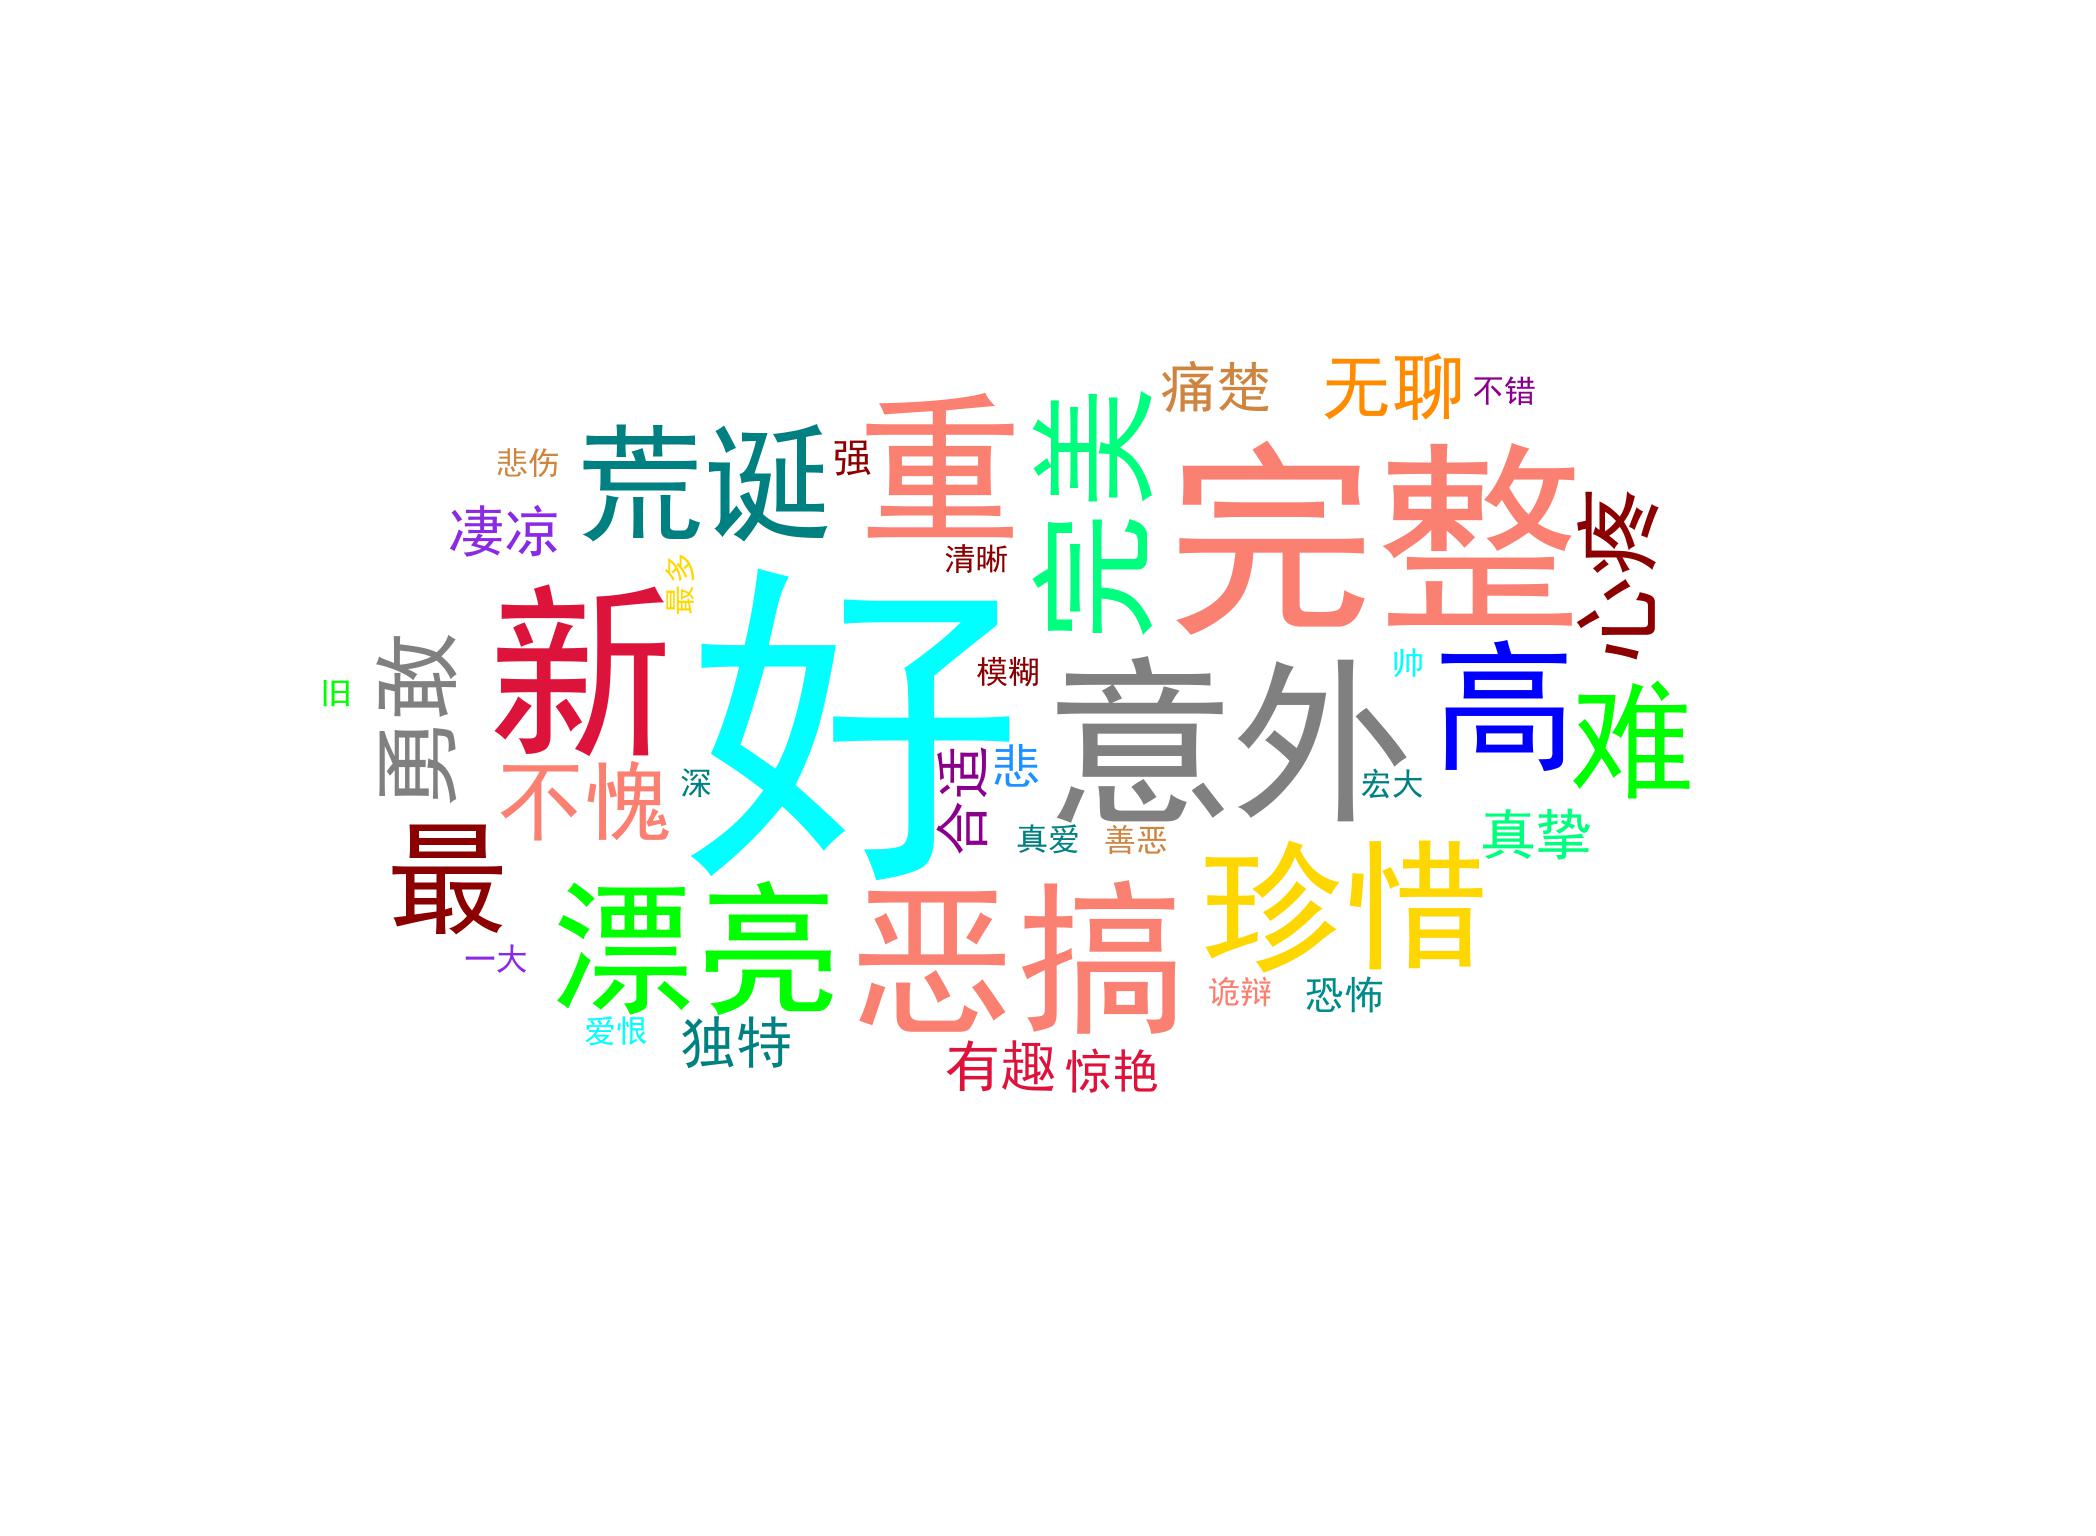 痛楚
无聊
不错
完美
重
荒诞
强
悲伤
完整
心疼
凄凉
清晰
最多
新
好
勇敢
旧
模糊
意外
帅
高
难
不愧
深
合适
悲
宏大
真爱
善恶
真挚
最
珍惜
漂亮
恶搞
一大
诡辩
恐怖
爱恨
独特
有趣
惊艳